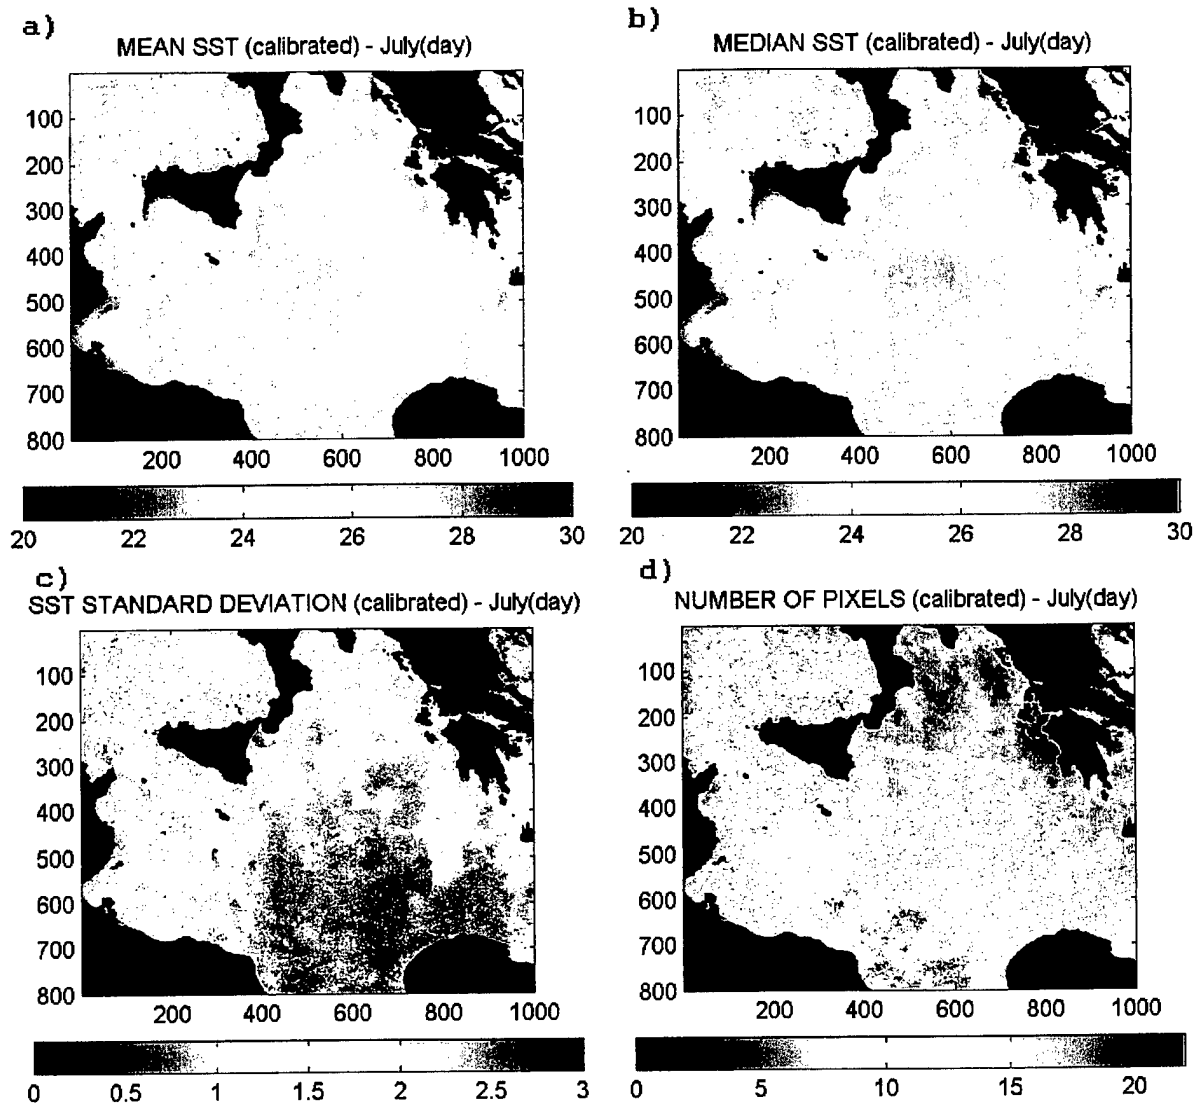 a)
MEAN SST (calibrated) - July(day)
100
200
300
400
500
600
700
800
200 400 600 800 1000
20 22 24 26 28 30
b)
MEDIAN SST (calibrated) - July(day)
100
200
300
400
500
600
700
800
200 400 600 800 1000
20 22 24 26 28 30
c)
SST STANDARD DEVIATION (calibrated) - July(day)
100
200
300
400
500
600
700
800
200 400 600 800 1000
0 0.5 1 1.5 2 2.5 3
d)
NUMBER OF PIXELS (calibrated) - July(day)
100
200
300
400
500
600
700
800
200 400 600 800 1000
0 5 10 15 20